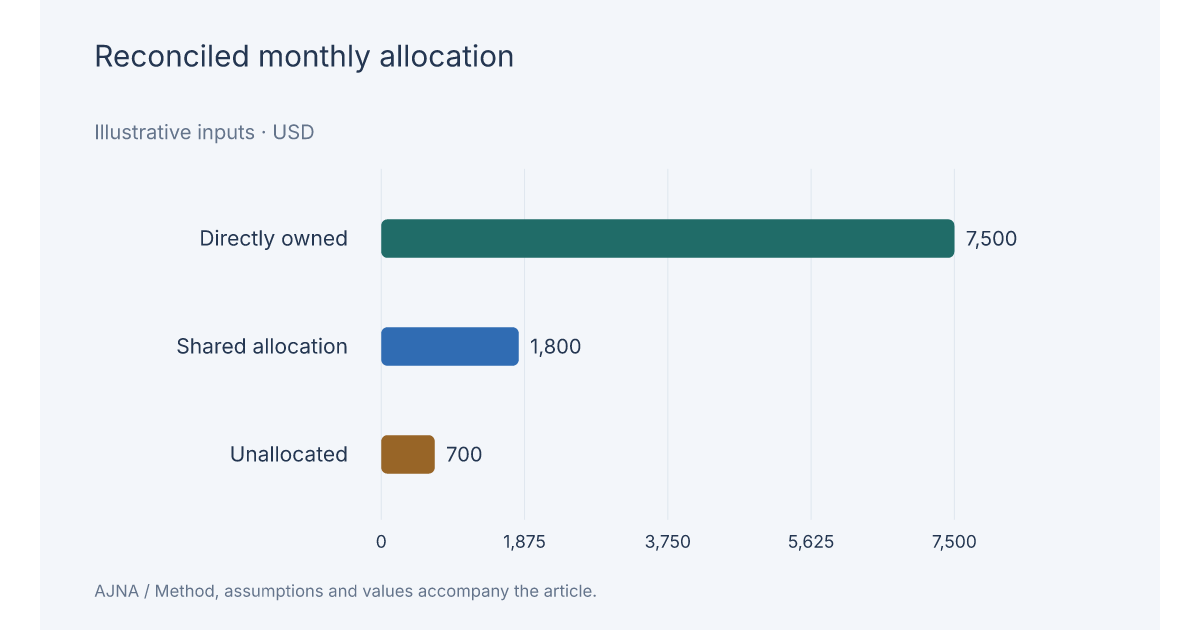 Reconciled monthly allocation
Illustrative inputs · USD
Directly owned 7,500
Shared allocation 1,800
Unallocated 700
0 1,875 3,750 5,625 7,500
AJNA / Method, assumptions and values accompany the article.